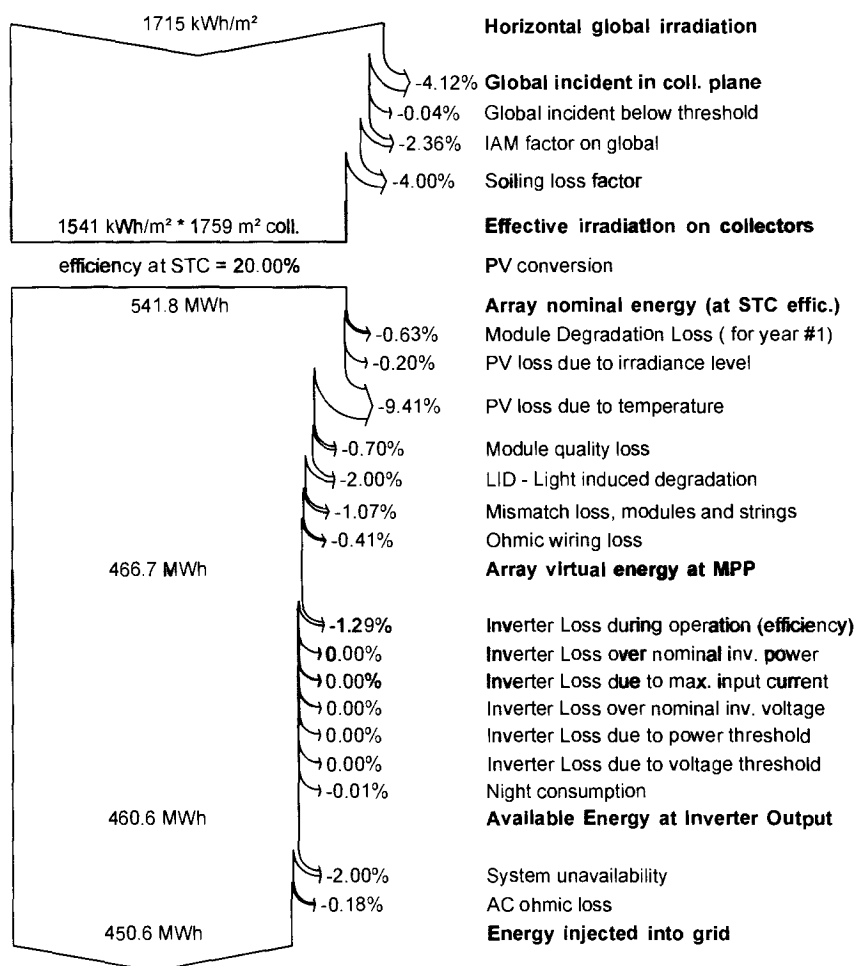 1715 kWh/m² Horizontal global irradiation
-4.12% Global incident in coll. plane
-0.04% Global incident below threshold
-2.36% IAM factor on global
-4.00% Soiling loss factor
1541 kWh/m² * 1759 m² coll. Effective irradiation on collectors
efficiency at STC = 20.00% PV conversion
541.8 MWh Array nominal energy (at STC effic.)
-0.63% Module Degradation Loss ( for year #1)
-0.20% PV loss due to irradiance level
-9.41% PV loss due to temperature
-0.70% Module quality loss
-2.00% LID - Light induced degradation
-1.07% Mismatch loss, modules and strings
-0.41% Ohmic wiring loss
466.7 MWh Array virtual energy at MPP
-1.29% Inverter Loss during operation (efficiency)
0.00% Inverter Loss over nominal inv. power
0.00% Inverter Loss due to max. input current
0.00% Inverter Loss over nominal inv. voltage
0.00% Inverter Loss due to power threshold
0.00% Inverter Loss due to voltage threshold
-0.01% Night consumption
460.6 MWh Available Energy at Inverter Output
-2.00% System unavailability
-0.18% AC ohmic loss
450.6 MWh Energy injected into grid